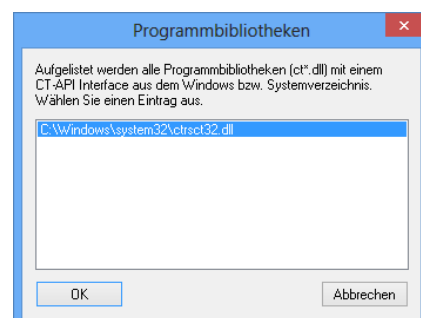 Programmbibliotheken
Aufgelistet werden alle Programmbibliotheken (ct*.dll) mit einem
CT-API Interface aus dem Windows bzw. Systemverzeichnis.
Wählen Sie einen Eintrag aus.
C:\Windows\system32\ctrsct32.dll
OK
Abbrechen